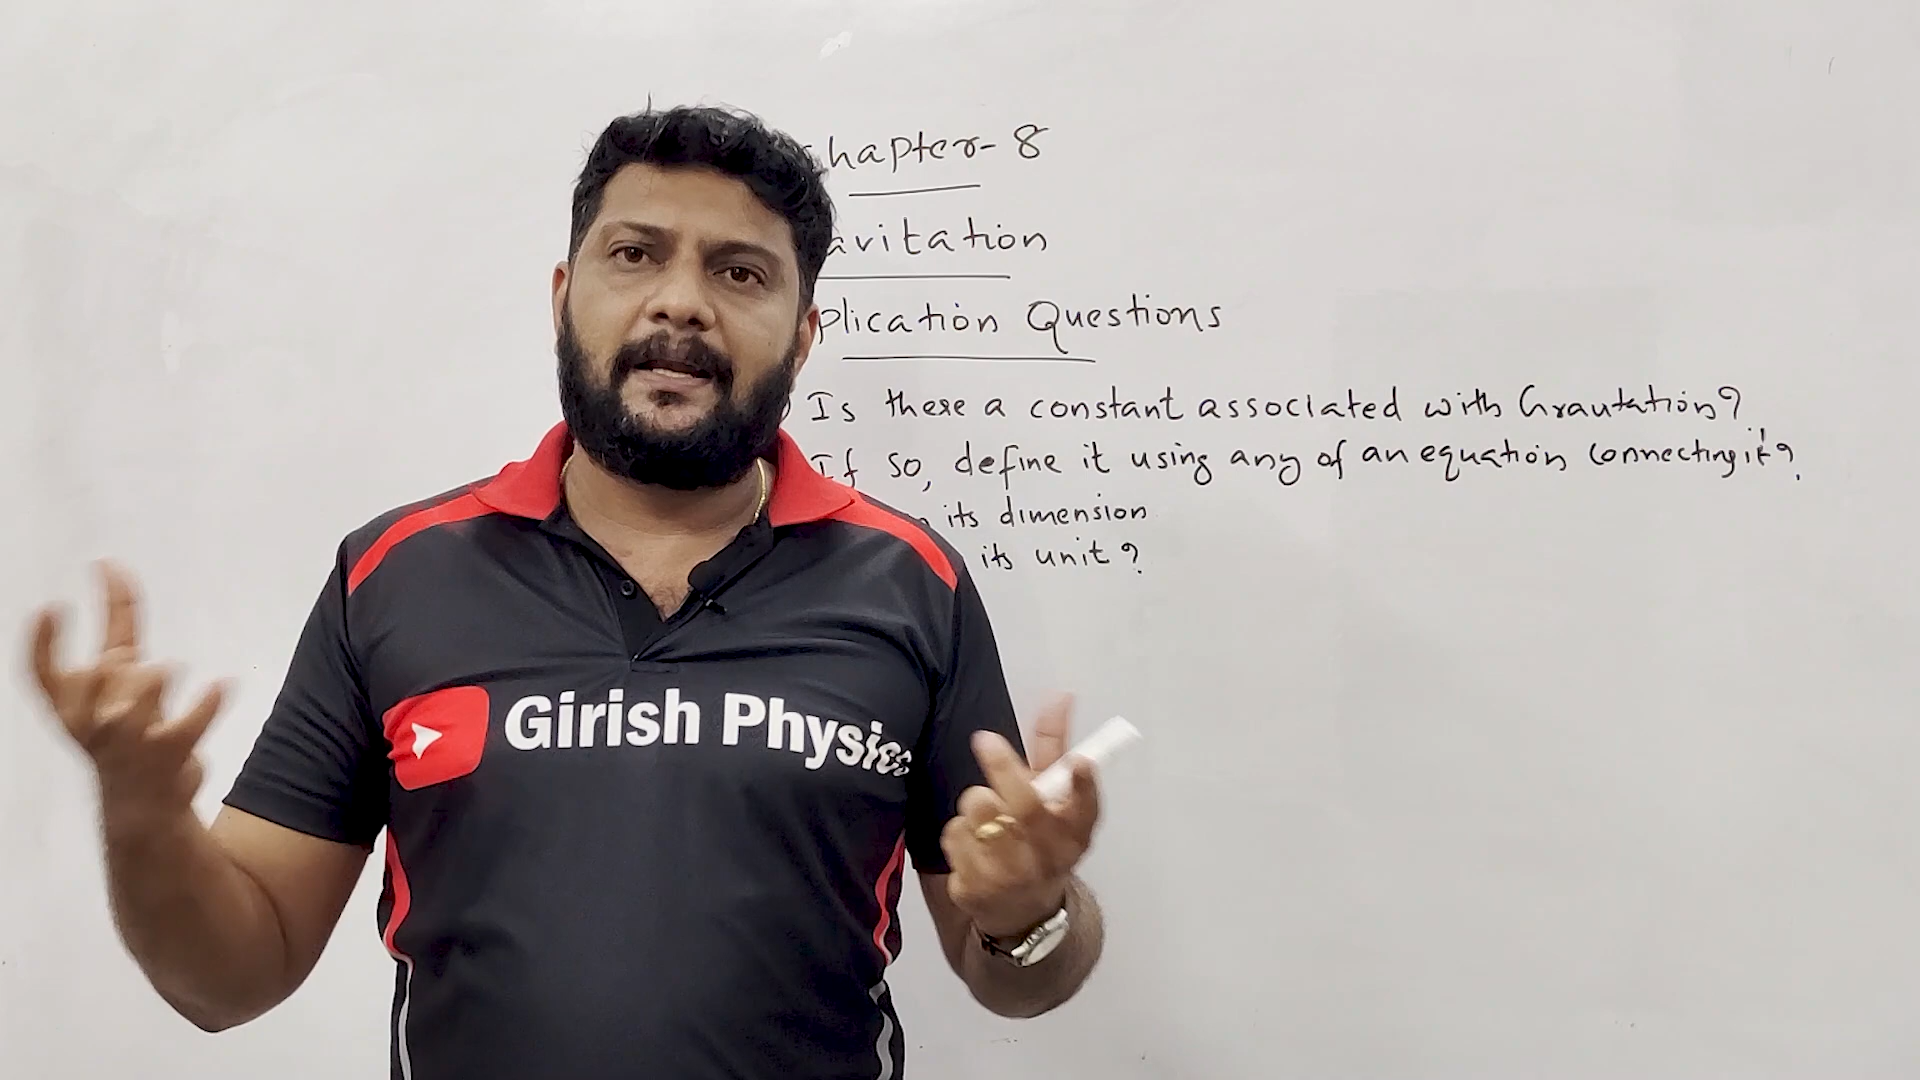 hapter-8
avitation
plication Questions
Is there a constant associated with Gravitation?
If so, define it using any of an equation connecting it?
its dimension
its unit?
Girish Physics